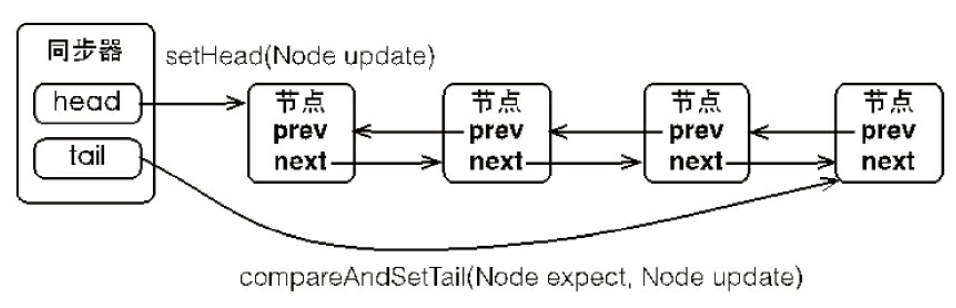 同步器
head
tail
setHead(Node update)
节点
prev
next
节点
prev
next
节点
prev
next
节点
prev
next
compareAndSetTail(Node expect, Node update)